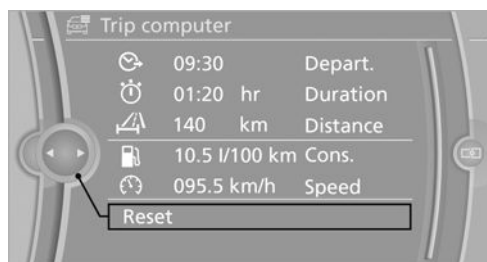 Trip computer
09:30 Depart.
01:20 hr Duration
140 km Distance
10.5 l/100 km Cons.
095.5 km/h Speed
Reset